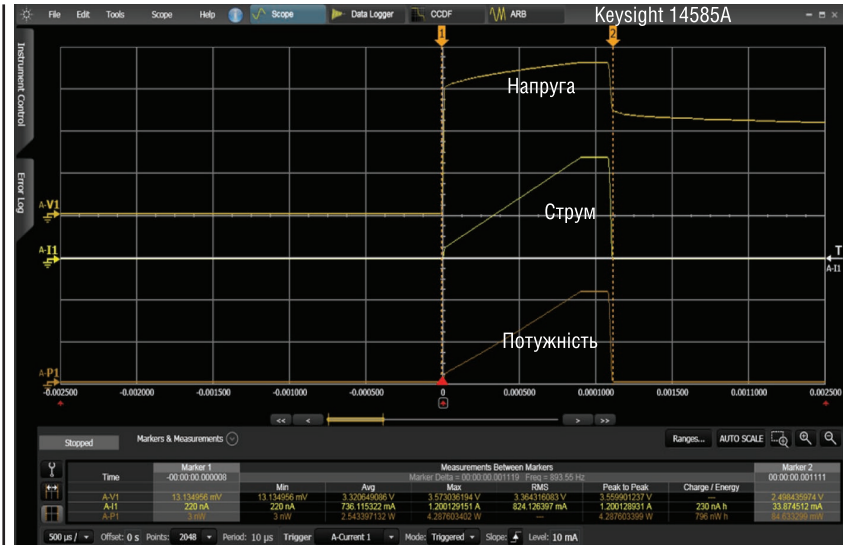 File Edit Tools Scope Help Scope Data Logger CCDF ARB Keysight 14585A
Instrument Control
Error Log
1 2
Напруга
A-V1
Струм
A-I1
T
A-I1
Потужність
A-P1
-0.002500 -0.002000 -0.001500 -0.001000 -0.000500 0 0.000500 0.0001000 0.001500 0.0011000 0.002500
<< < > >>
Stopped Markers & Measurements Ranges... AUTO SCALE
Marker 1 Measurements Between Markers Marker 2
Time -00:00:00.000008 Marker Delta = 00:00:00.001119 Freq = 893.55 Hz 00:00:00.001111
Min Avg Max RMS Peak to Peak Charge / Energy
A-V1 13.134956 mV 13.134956 mV 3.320649086 V 3.573036194 V 3.364316083 V 3.559901237 V --- 2.498435974 V
A-I1 220 nA 220 nA 736.115322 mA 1.200129151 A 824.126397 mA 1.200128931 A 230 nA h 33.874512 mA
A-P1 3 nW 3 nW 2.543397132 W 4.287603402 W --- 4.287603399 W 796 nW h 84.633299 mW
500 µs / Offset: 0 s Points: 2048 Period: 10 µs Trigger A-Current 1 Mode: Triggered Slope: Level: 10 mA